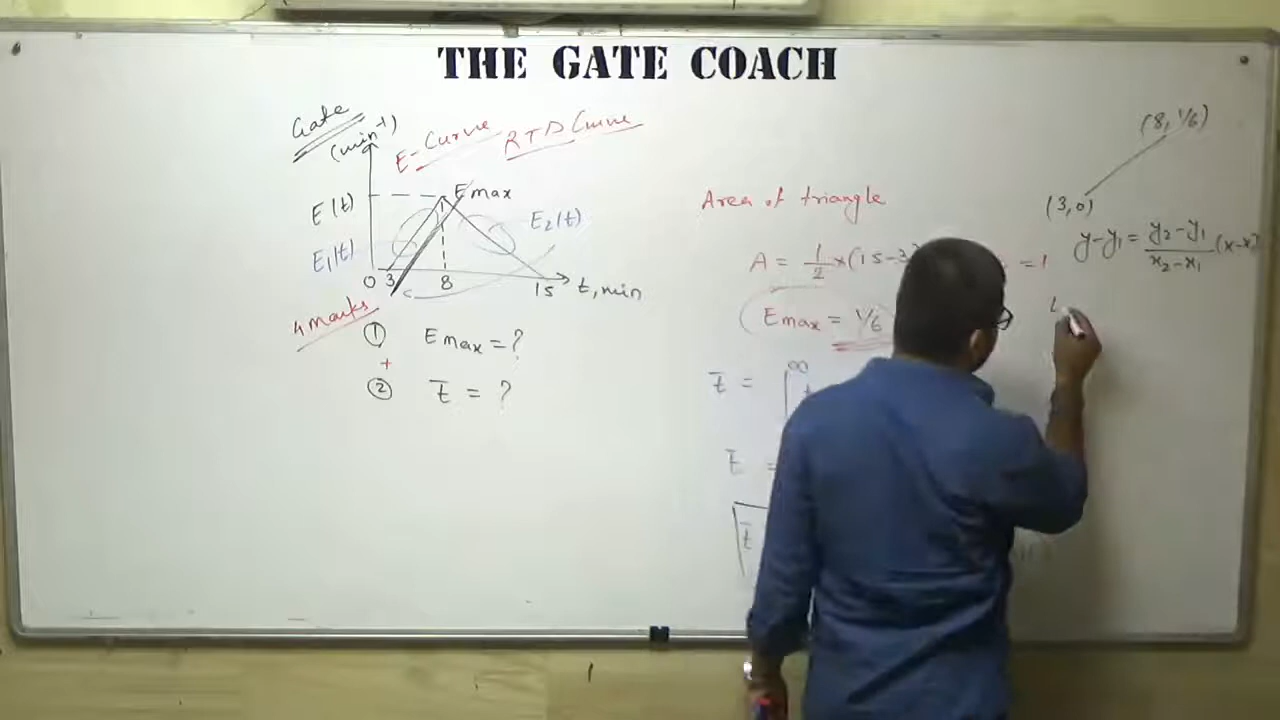 THE GATE COACH
Gate
(min⁻¹)
E-Curve
RTD Curve
E(t)
Emax
E₁(t)
E₂(t)
0 3 8 15 t, min
4 marks
① Emax = ?
+
② t̄ = ?
Area of triangle
A = 1/2 × (15-3) = 1
Emax = 1/6
t̄ = ∫ ∞
t̄ =
t̄
(8, 1/6)
(3,0)
y-y₁ = y₂-y₁/x₂-x₁ (x-x